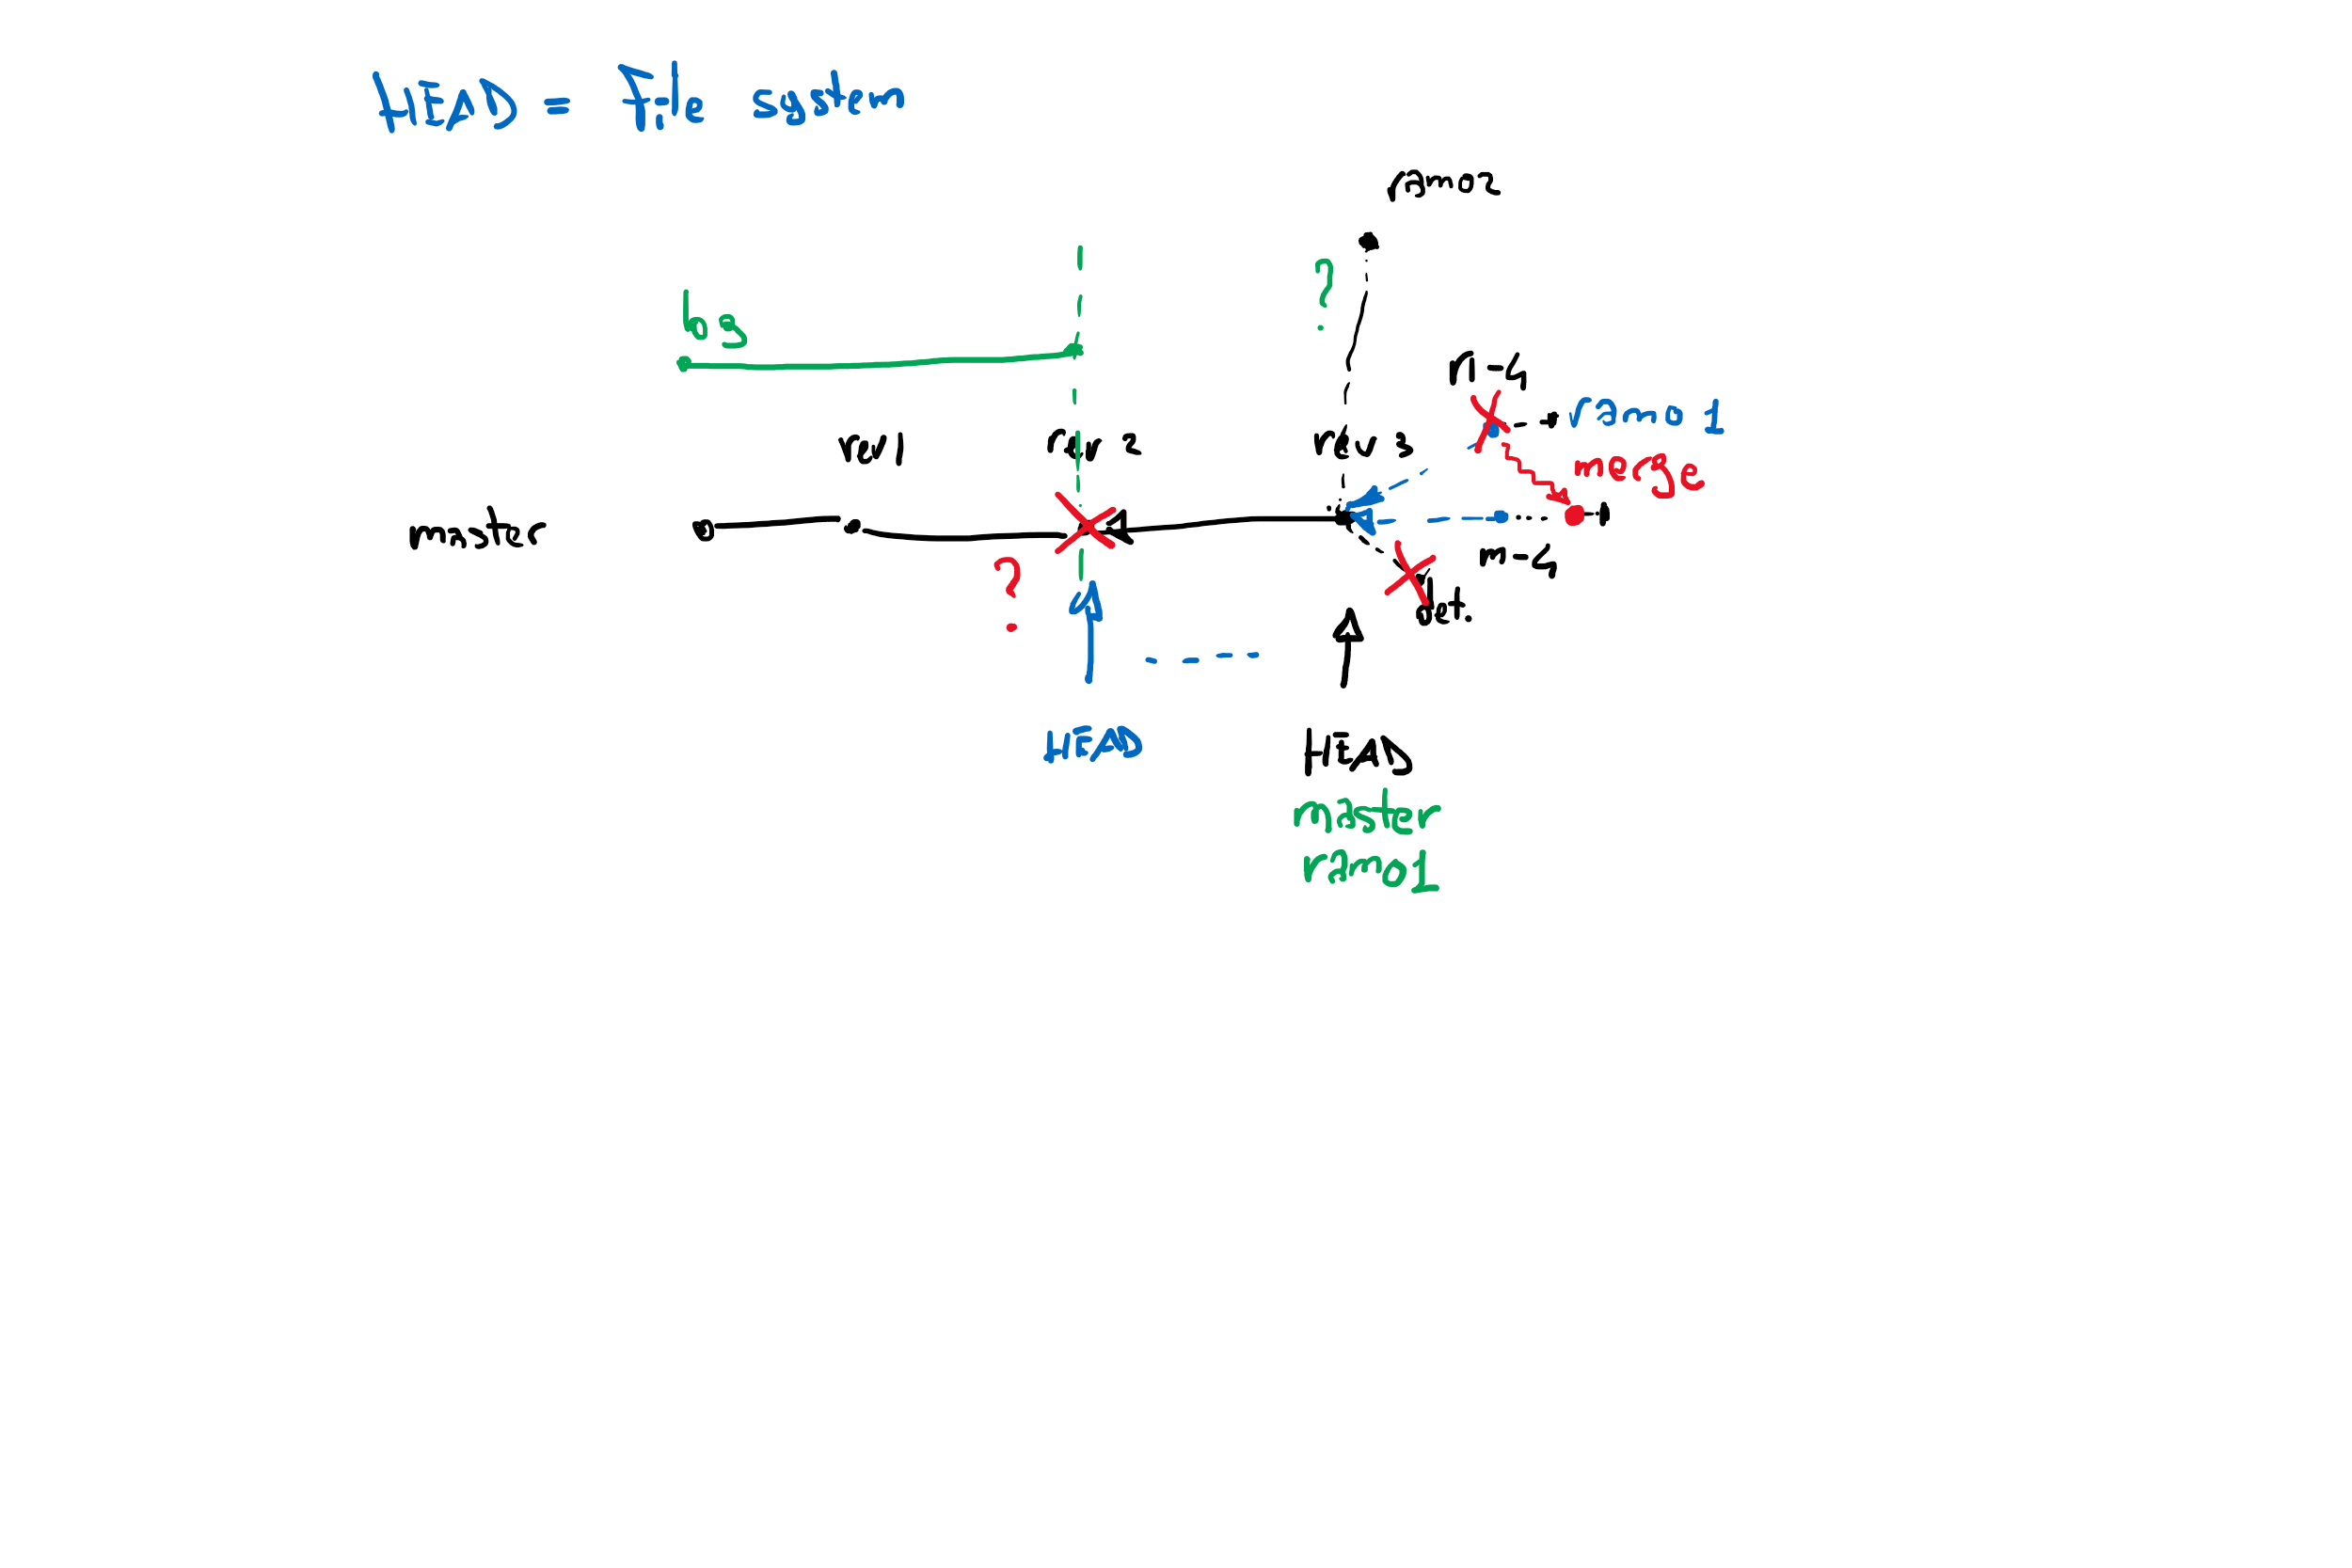 HEAD = File system
ramo2
?
log
r1-4
ramo 1
rev1
rev 2
rev 3
merge
master
m-4
?
det.
HEAD
HEAD
master
ramo1